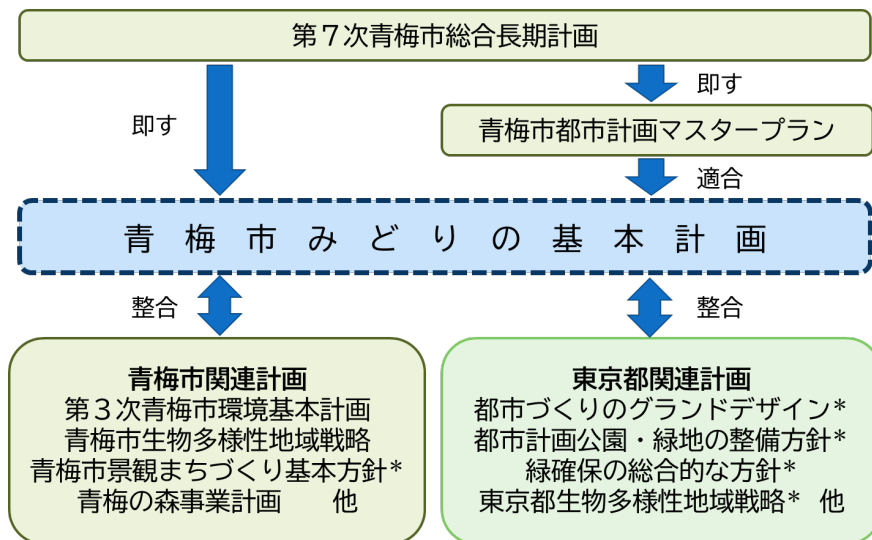 第７次青梅市総合長期計画
即す
即す
青梅市都市計画マスタープラン
適合
青梅市みどりの基本計画
整合
整合
青梅市関連計画
第３次青梅市環境基本計画
青梅市生物多様性地域戦略
青梅市景観まちづくり基本方針*
青梅の森事業計画　　他
東京都関連計画
都市づくりのグランドデザイン*
都市計画公園・緑地の整備方針*
緑確保の総合的な方針*
東京都生物多様性地域戦略*　他